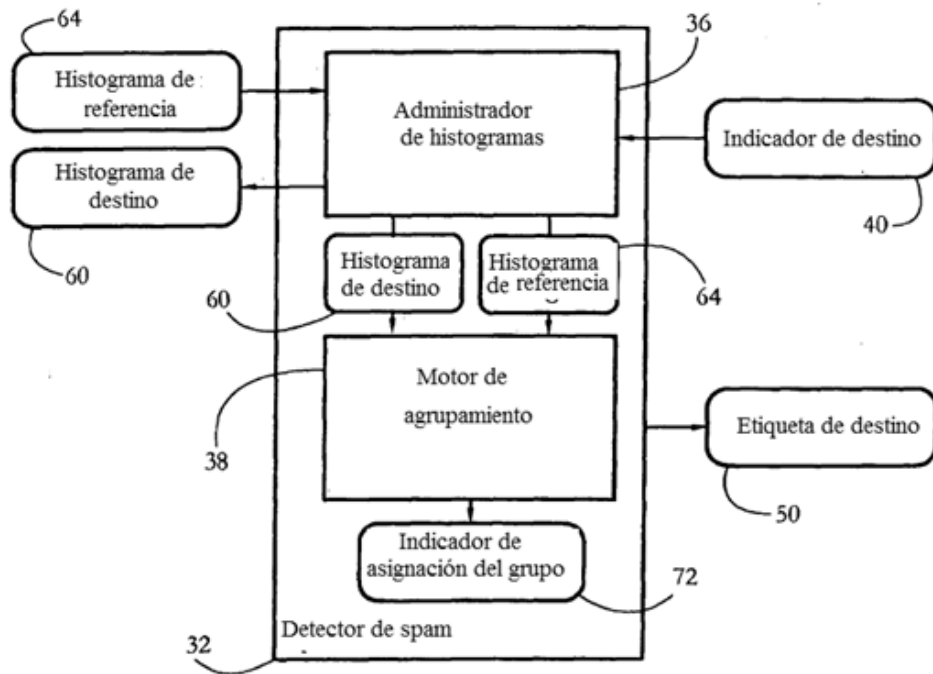 64
36
Histograma de
referencia
Administrador
de histogramas
Indicador de destino
Histograma de
destino
40
60
Histograma
de destino
Histograma
de referencia
60
64
Motor de
agrupamiento
38
Etiqueta de destino
50
Indicador de
asignación del grupo
72
Detector de spam
32